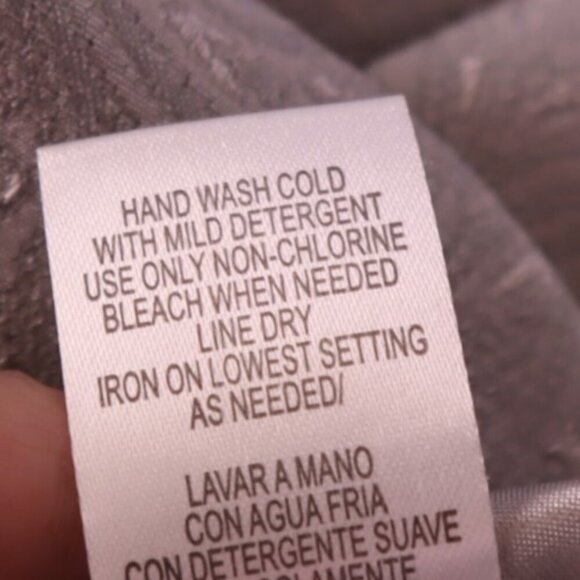 HAND WASH COLD
WITH MILD DETERGENT
USE ONLY NON-CHLORINE
BLEACH WHEN NEEDED
LINE DRY
IRON ON LOWEST SETTING
AS NEEDED/
LAVAR A MANO
CON AGUA FRIA
CON DETERGENTE SUAVE